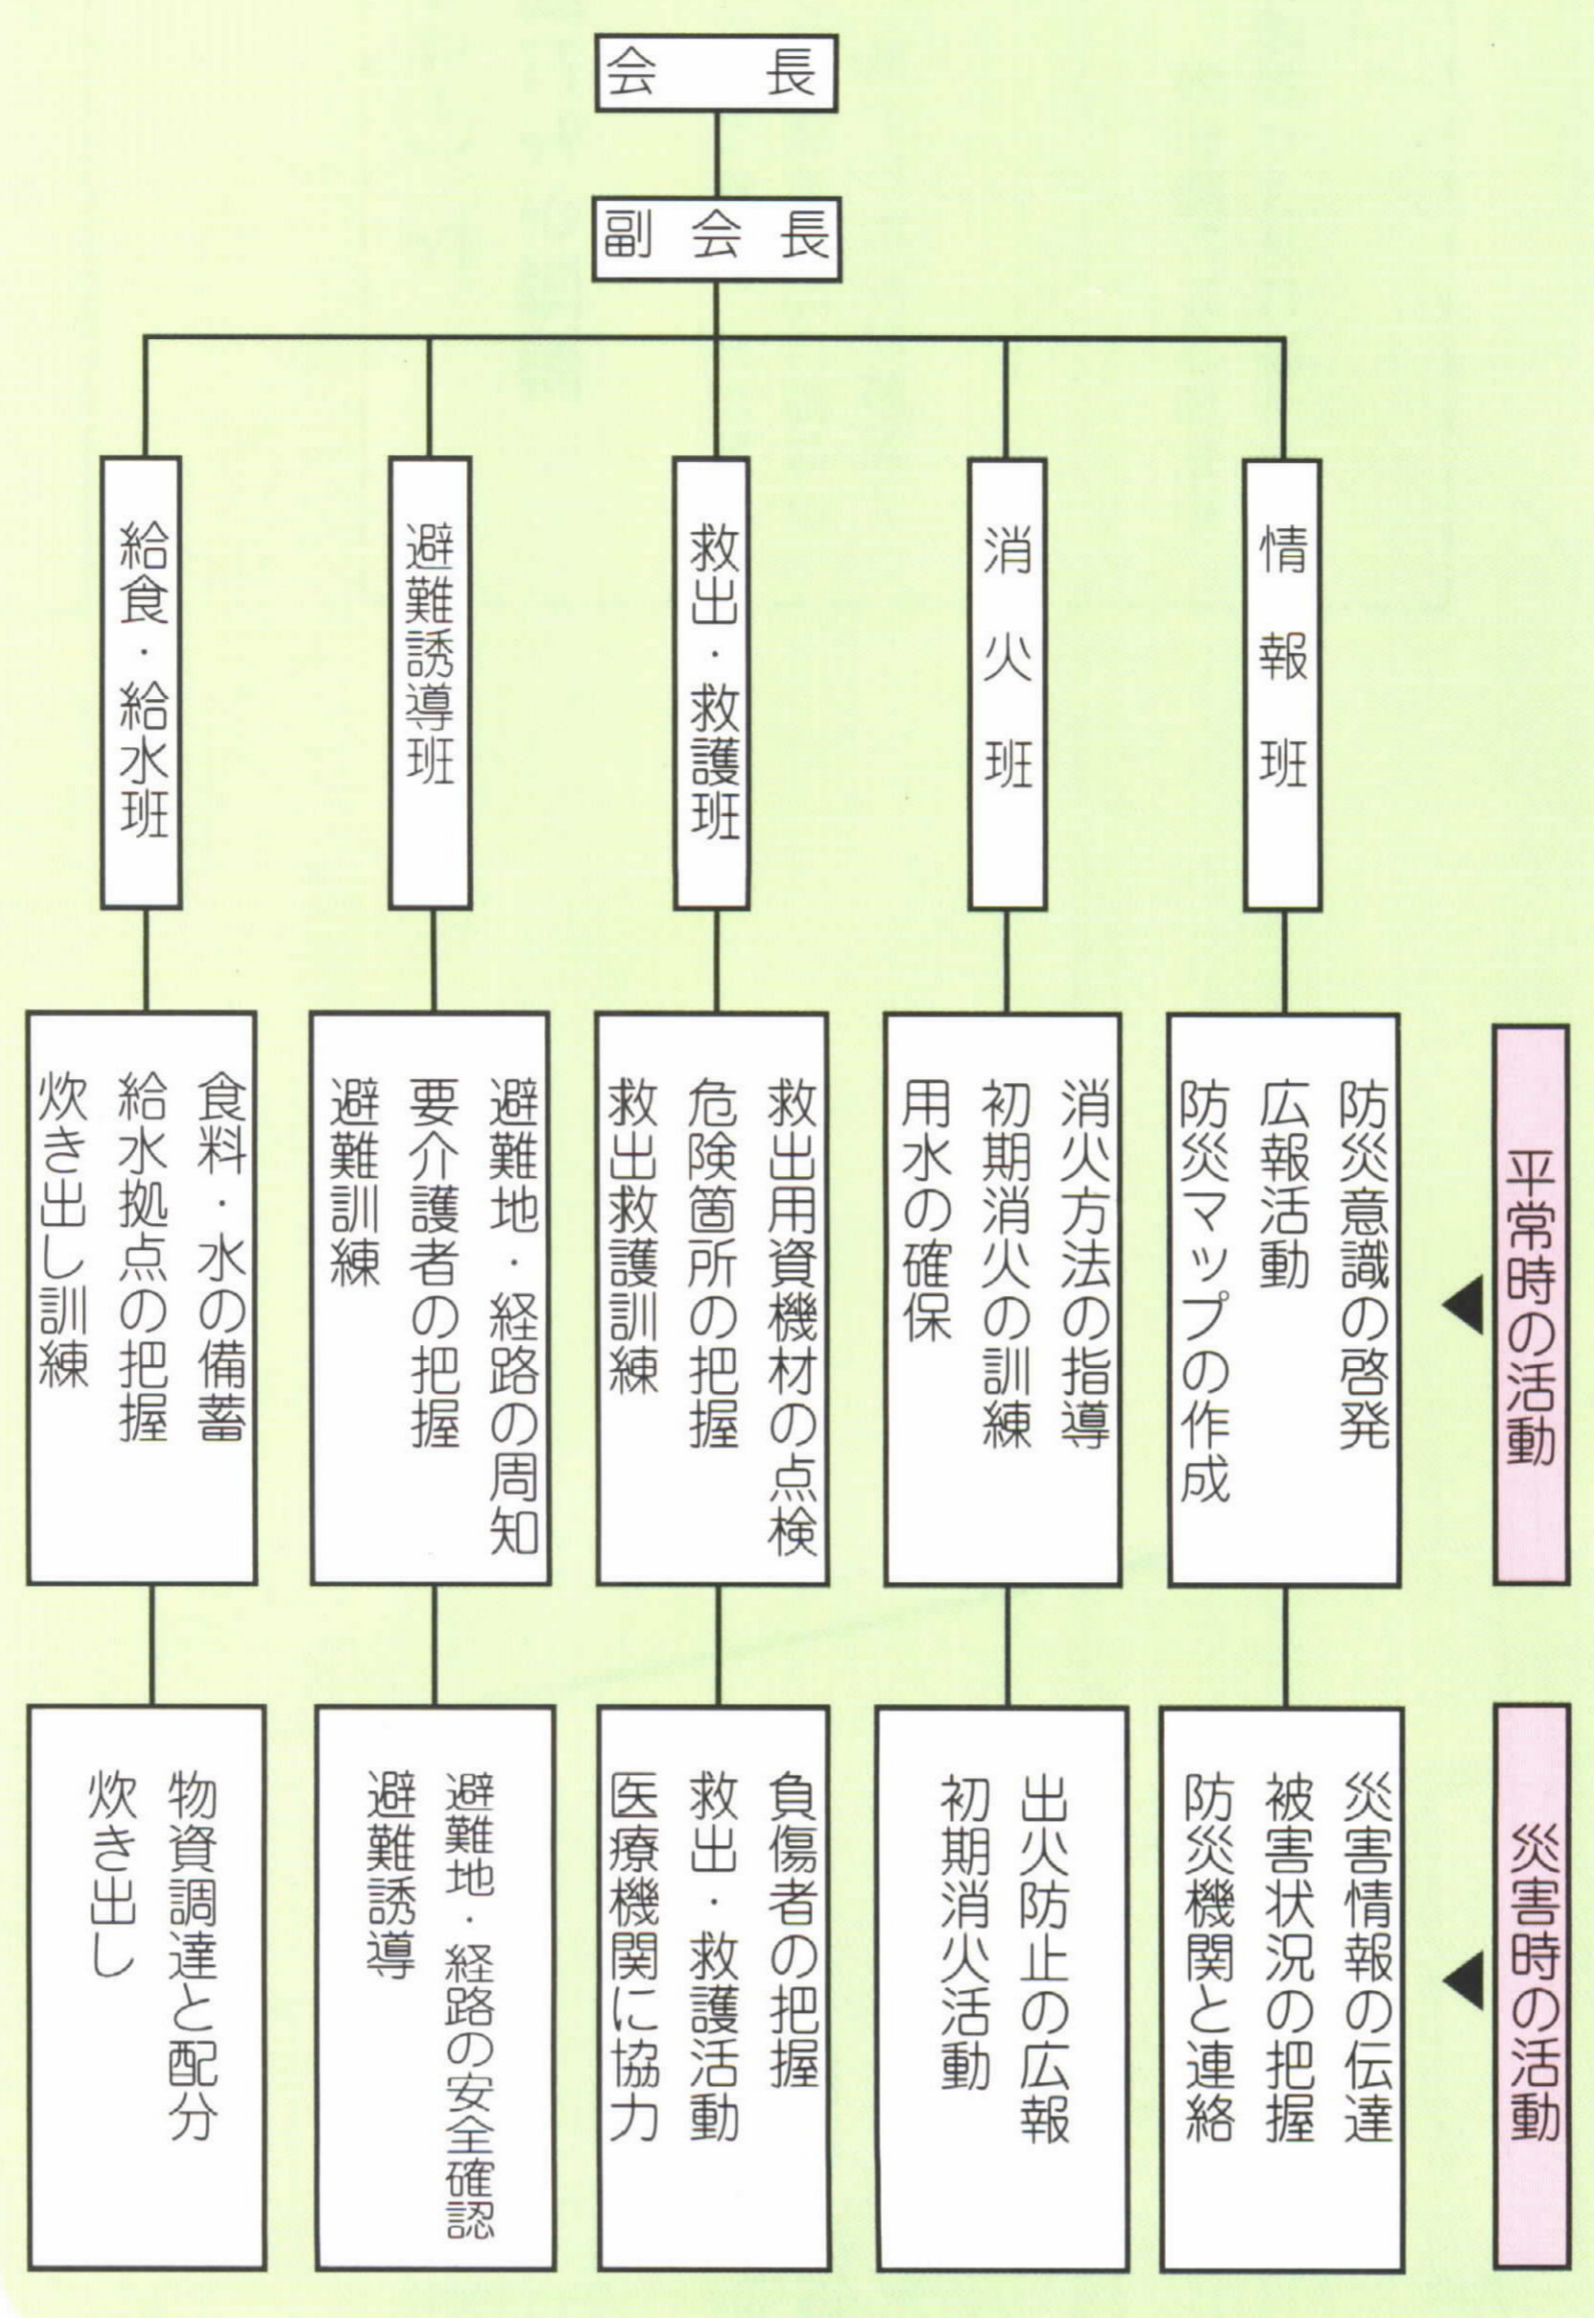 会長
副会長
情報班
消火班
救出・救護班
避難誘導班
給食・給水班
平常時の活動
防災意識の啓発
広報活動
防災マップの作成
消火方法の指導
初期消火の訓練
用水の確保
救出用資機材の点検
危険箇所の把握
救出救護訓練
避難地・経路の周知
要介護者の把握
避難訓練
食料・水の備蓄
給水拠点の把握
炊き出し訓練
災害時の活動
災害情報の伝達
被害状況の把握
防災機関と連絡
出火防止の広報
初期消火活動
負傷者の把握
救出・救護活動
医療機関に協力
避難地・経路の安全確認
避難誘導
物資調達と配分
炊き出し